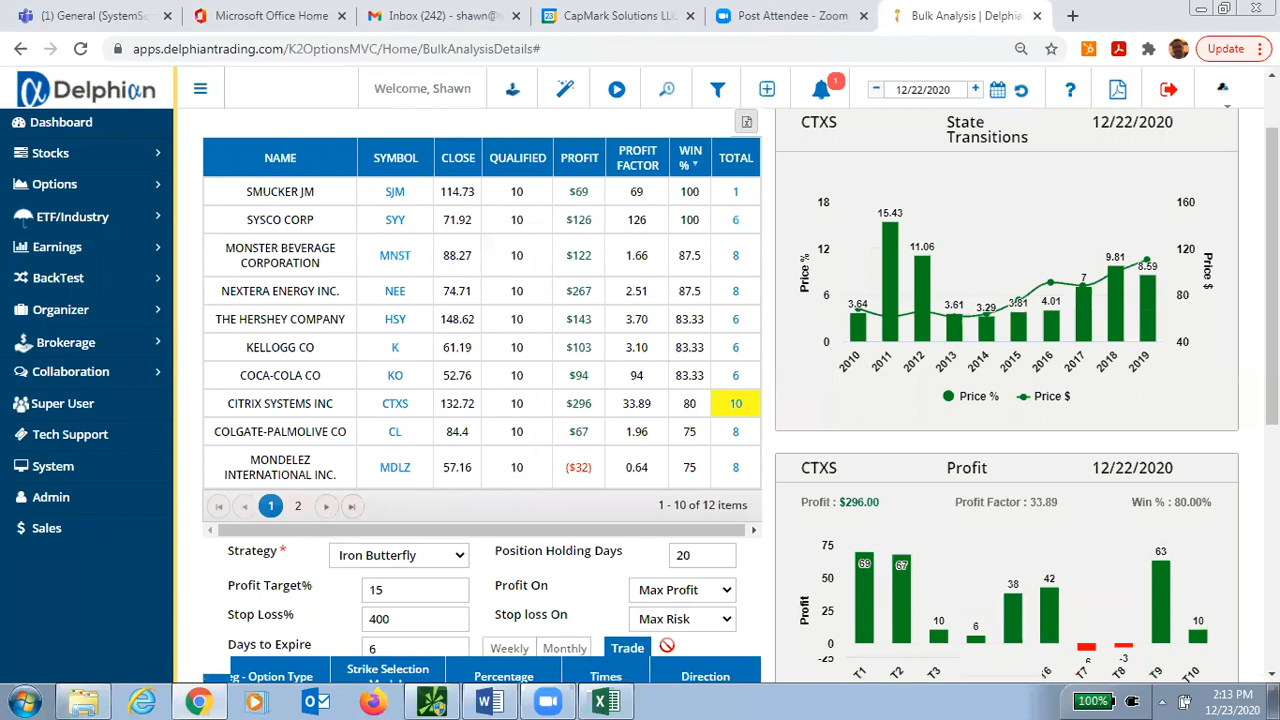 (1) General (SystemS
Microsoft Office Home
Inbox (242) - shawn@
CapMark Solutions LLC
Post Attendee - Zoom
Bulk Analysis | Delphian
apps.delphiantrading.com/K2OptionsMVC/Home/BulkAnalysisDetails#
Update
Delphian
Welcome, Shawn
1
12/22/2020
Dashboard
Stocks
Options
ETF/Industry
Earnings
BackTest
Organizer
Brokerage
Collaboration
Super User
Tech Support
System
Admin
Sales
NAME SYMBOL CLOSE QUALIFIED PROFIT PROFIT FACTOR WIN % TOTAL
SMUCKER JM SJM 114.73 10 $69 69 100 1
SYSCO CORP SYY 71.92 10 $126 126 100 6
MONSTER BEVERAGE CORPORATION MNST 88.27 10 $122 1.66 87.5 8
NEXTERA ENERGY INC. NEE 74.71 10 $267 2.51 87.5 8
THE HERSHEY COMPANY HSY 148.62 10 $143 3.70 83.33 6
KELLOGG CO K 61.19 10 $103 3.10 83.33 6
COCA-COLA CO KO 52.76 10 $94 94 83.33 6
CITRIX SYSTEMS INC CTXS 132.72 10 $296 33.89 80 10
COLGATE-PALMOLIVE CO CL 84.4 10 $67 1.96 75 8
MONDELEZ INTERNATIONAL INC. MDLZ 57.16 10 ($32) 0.64 75 8
1 2
1 - 10 of 12 items
Strategy * Iron Butterfly Position Holding Days 20
Profit Target% 15 Profit On Max Profit
Stop Loss% 400 Stop loss On Max Risk
Days to Expire 6 Weekly Monthly Trade
eg - Option Type Strike Selection Percentage Times Direction
CTXS State Transitions 12/22/2020
18 12 6 0
Price %
3.64 15.43 11.06 3.61 3.29 3.81 4.01 7 9.81 8.59
160 120 80 40
Price $
2010 2011 2012 2013 2014 2015 2016 2017 2018 2019
Price % Price $
CTXS Profit 12/22/2020
Profit : $296.00 Profit Factor : 33.89 Win % : 80.00%
75 50 25 0 -25
Profit
69 67 10 6 38 42 -3 63 10
T1 T2 T3 T8 T9 T10
100%
2:13 PM
12/23/2020